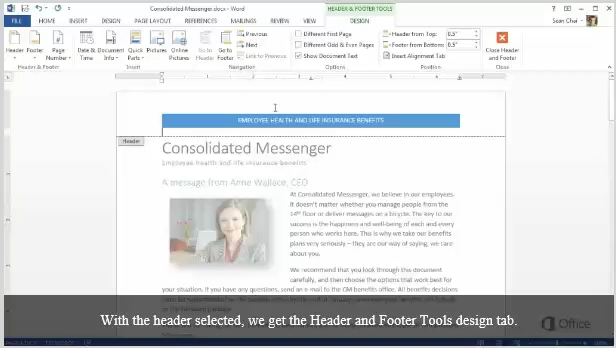 Consolidated Messenger.docx - Word
HEADER & FOOTER TOOLS
Sean Chai
FILE HOME INSERT DESIGN PAGE LAYOUT REFERENCES MAILINGS REVIEW VIEW DESIGN
Header Footer Page Number
Date & Time Document Info Quick Parts Pictures Online Pictures
Go to Header Go to Footer
Previous
Next
Link to Previous
Different First Page
Different Odd & Even Pages
Show Document Text
Header from Top: 0.5"
Footer from Bottom: 0.5"
Insert Alignment Tab
Close Header and Footer
Header & Footer Insert Navigation Options Position Close
EMPLOYEE HEALTH AND LIFE INSURANCE BENEFITS
Header
Consolidated Messenger
Employee health and life insurance benefits
A message from Anne Wallace, CEO
At Consolidated Messenger, we believe in our employees.
It doesn't matter whether you manage people from the
14th floor or deliver messages on a bicycle. The key to our
success is the happiness and well-being of each and every
person who works here. This is why we take our benefits
plans very seriously—they are our way of saying, we care
about you.
We recommend that you look through this document
carefully, and then choose the options that work best for
your situation. If you have any questions, send an e-mail to the CM benefits office. All benefits decisions
With the header selected, we get the Header and Footer Tools design tab.
Office